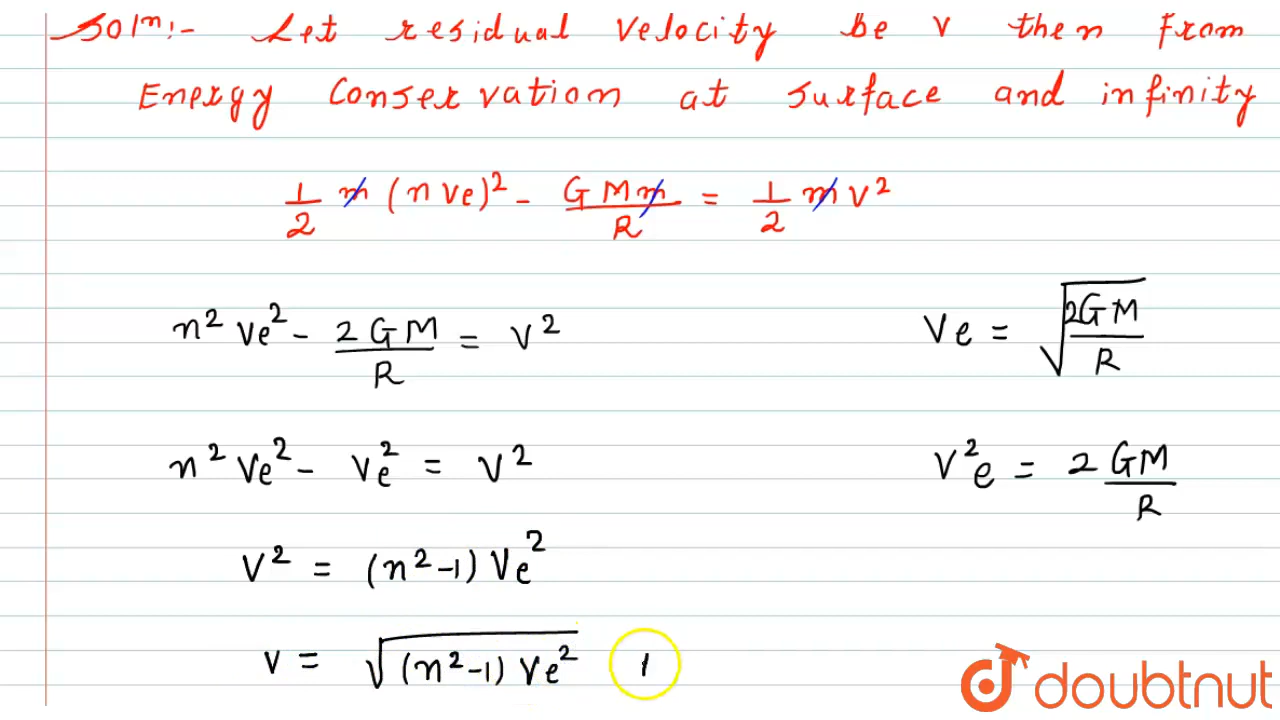 Solⁿ:- Let residual velocity be v then from
Energy Conservation at surface and infinity
1/2 m (n ve)² - GMm/R = 1/2 m v²
n² ve² - 2GM/R = v²
Ve = √(2GM/R)
n² ve² - ve² = v²
v²e = 2GM/R
v² = (n²-1) Ve²
v = √((n²-1) Ve²)
doubtnut